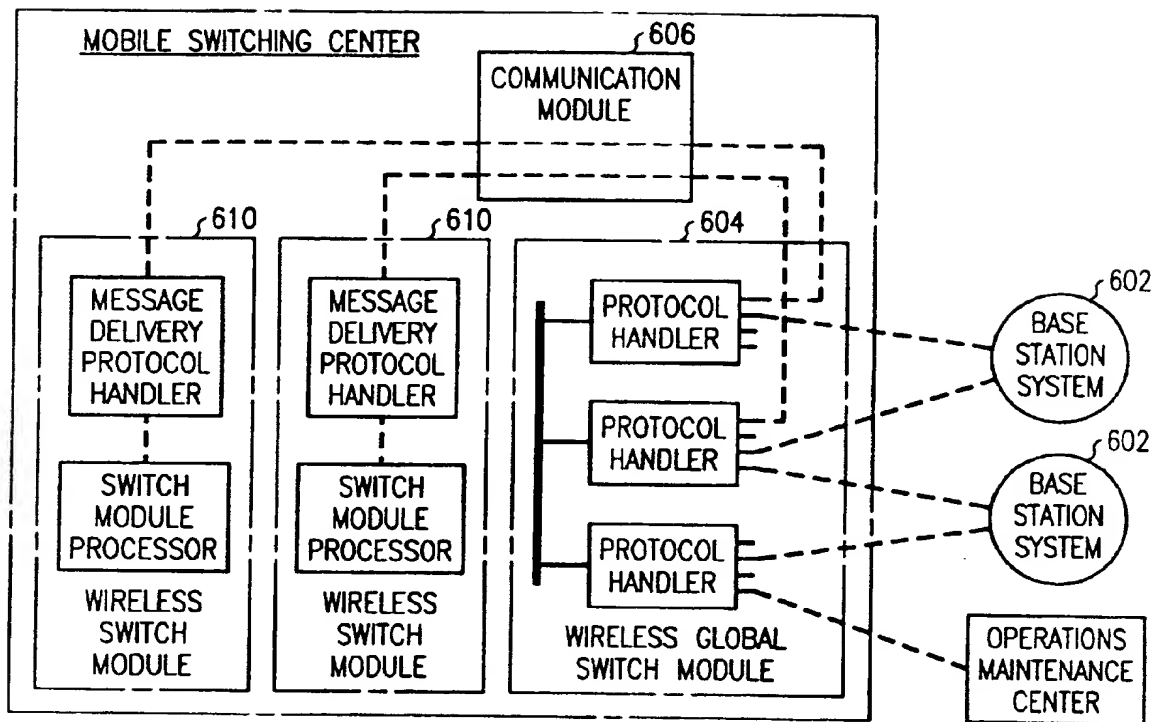 MOBILE SWITCHING CENTER
606
COMMUNICATION
MODULE
610
MESSAGE
DELIVERY
PROTOCOL
HANDLER
SWITCH
MODULE
PROCESSOR
WIRELESS
SWITCH
MODULE
610
MESSAGE
DELIVERY
PROTOCOL
HANDLER
SWITCH
MODULE
PROCESSOR
WIRELESS
SWITCH
MODULE
604
PROTOCOL
HANDLER
PROTOCOL
HANDLER
PROTOCOL
HANDLER
WIRELESS GLOBAL
SWITCH MODULE
602
BASE
STATION
SYSTEM
602
BASE
STATION
SYSTEM
OPERATIONS
MAINTENANCE
CENTER